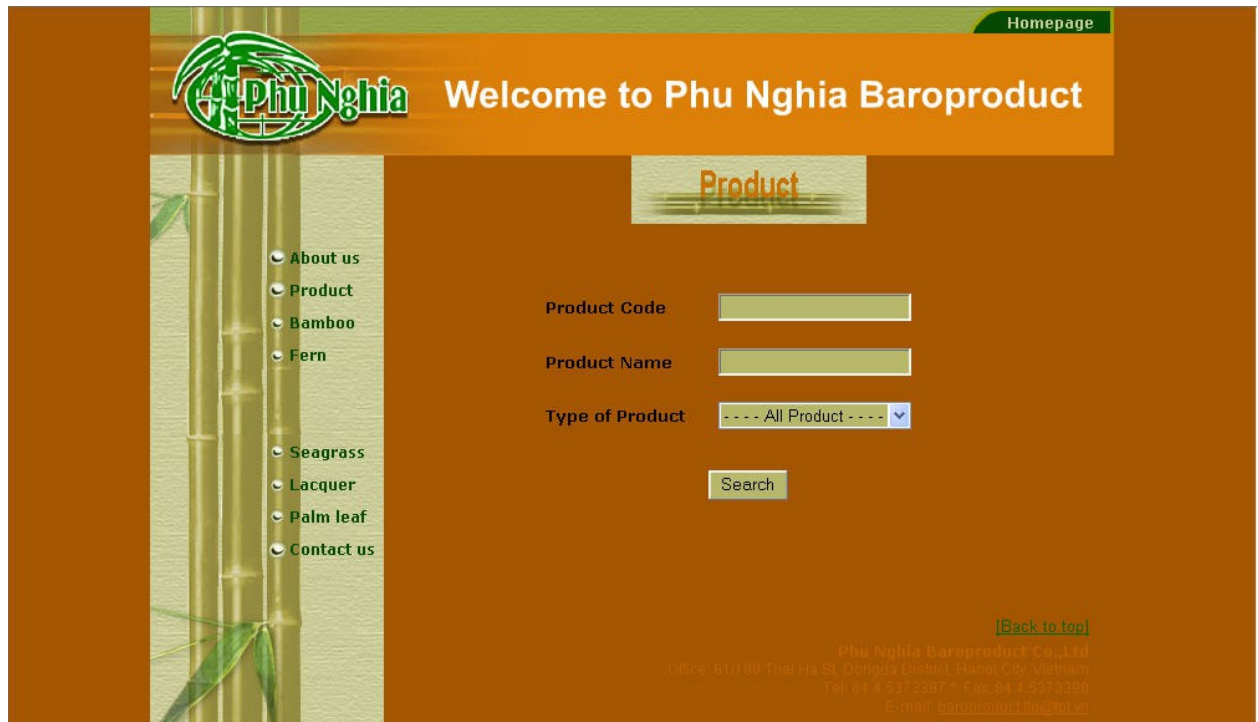 Homepage
Phu Nghia
Welcome to Phu Nghia Baroproduct
Product
About us
Product
Bamboo
Fern
Seagrass
Lacquer
Palm leaf
Contact us
Product Code
Product Name
Type of Product
- - - - All Product - - - -
Search
[Back to top]
Phu Nghia Baroproduct Co.,Ltd
Office: 61/198 Thai Ha St, Dongda District, Hanoi City, Vietnam
Tel: 84.4.5373397 * Fax: 84.4.5373398
E-mail: